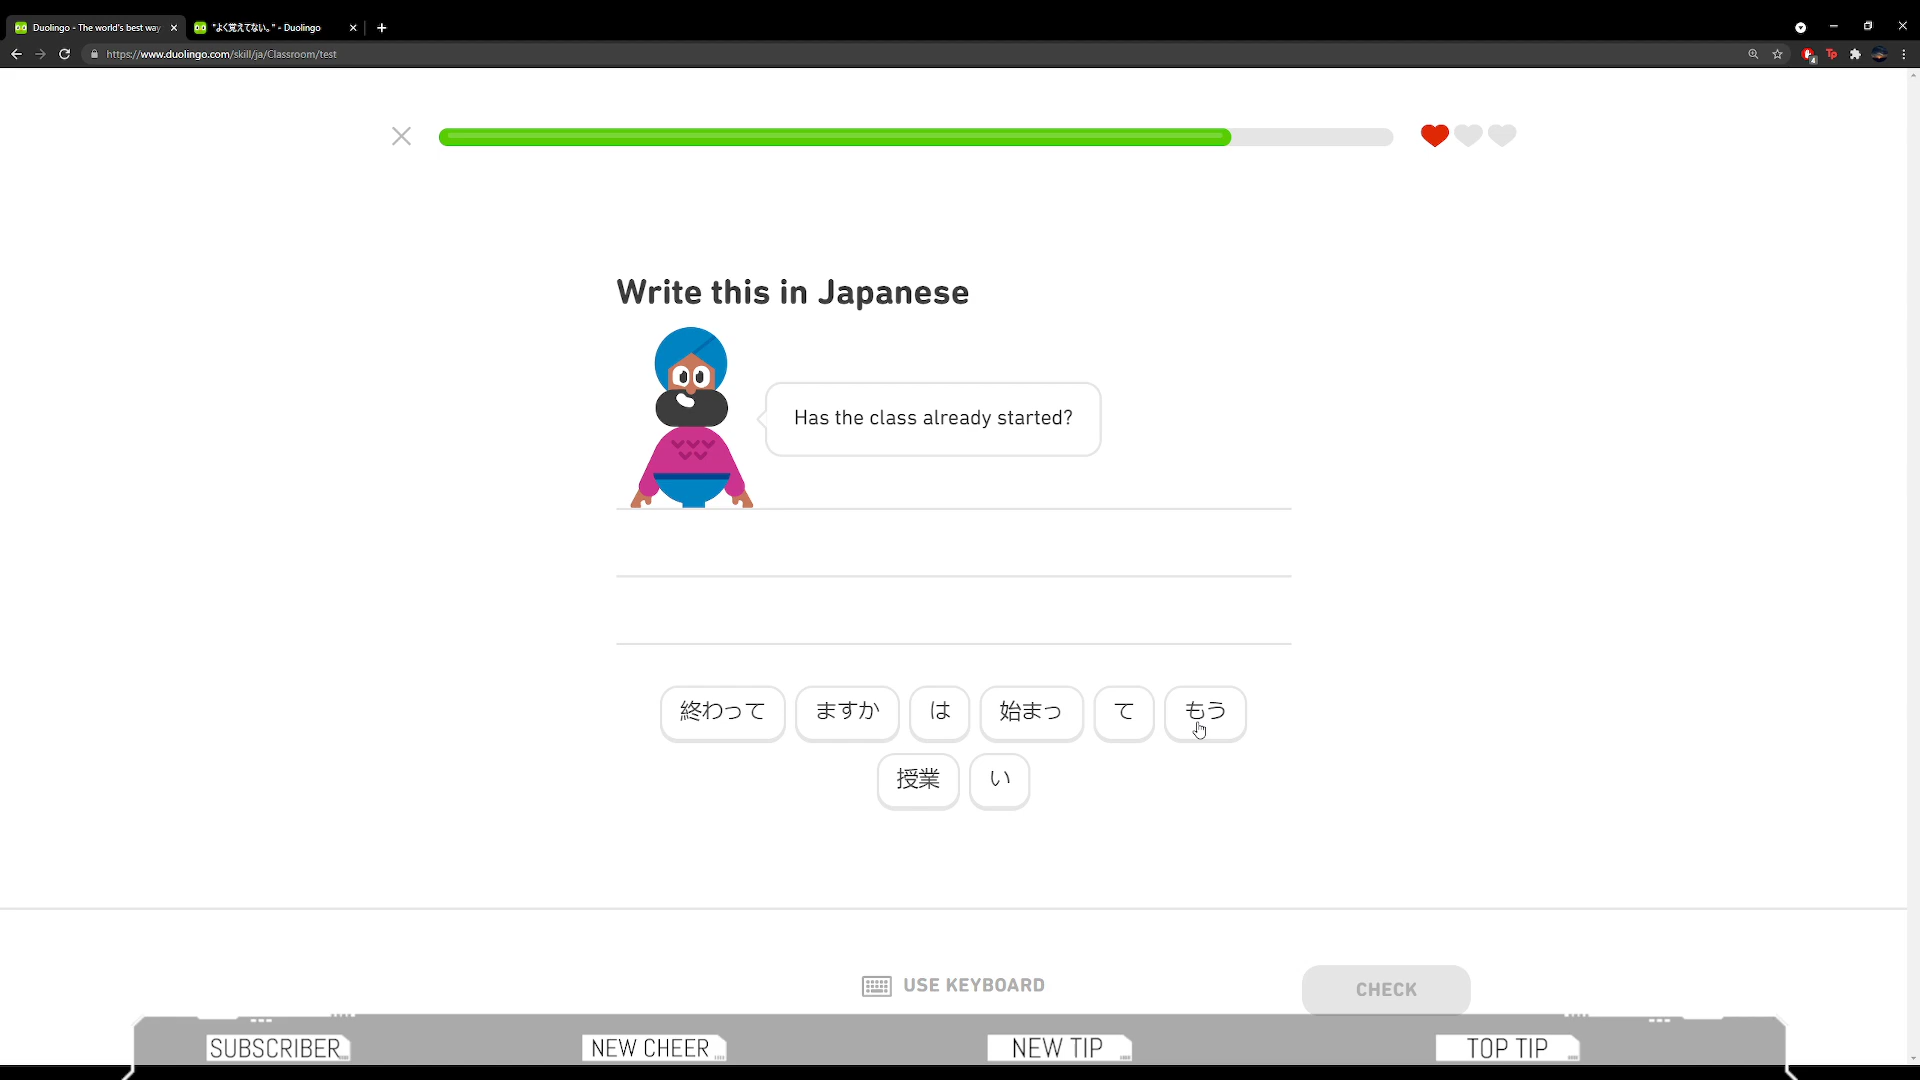 Duolingo - The world's best way
"よく覚えてない。" - Duolingo
https://www.duolingo.com/skill/ja/Classroom/test
Write this in Japanese
Has the class already started?
終わって ますか は 始まっ て もう
授業 い
USE KEYBOARD
CHECK
SUBSCRIBER NEW CHEER NEW TIP TOP TIP